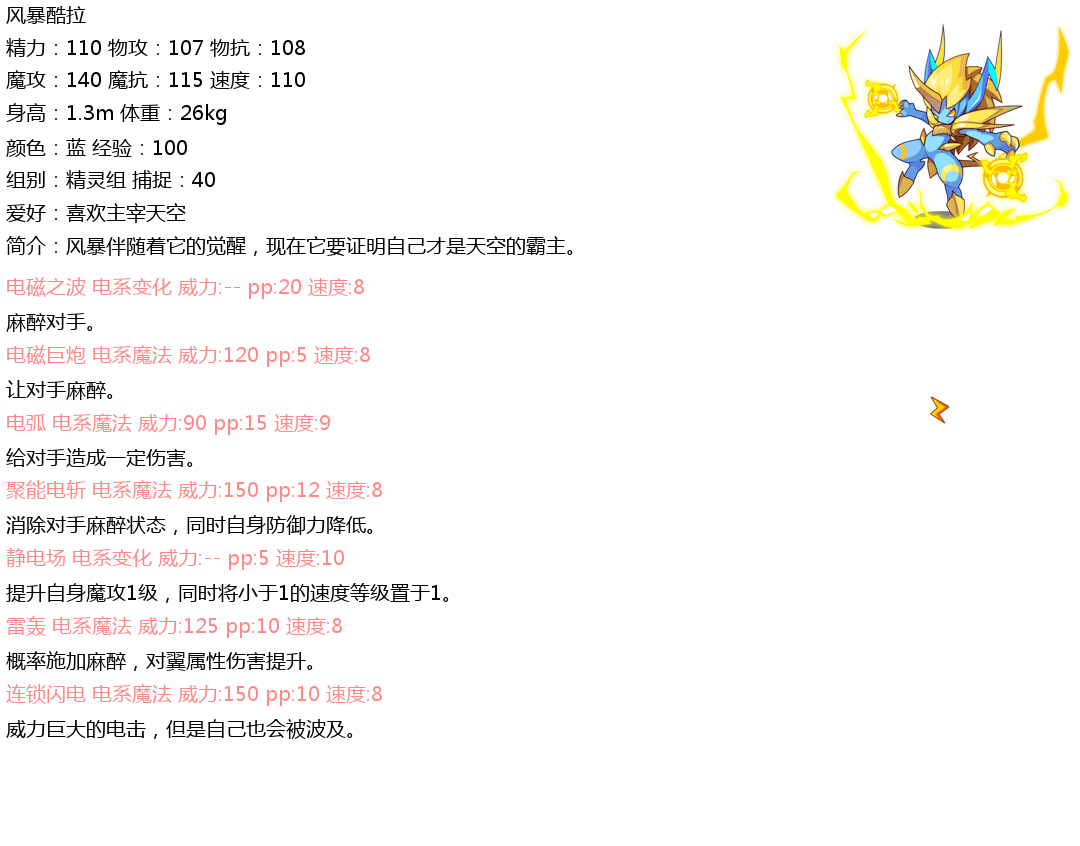 风暴酷拉
精力：110 物攻：107 物抗：108
魔攻：140 魔抗：115 速度：110
身高：1.3m 体重：26kg
颜色：蓝 经验：100
组别：精灵组 捕捉：40
爱好：喜欢主宰天空
简介：风暴伴随着它的觉醒，现在它要证明自己才是天空的霸主。
电磁之波 电系变化 威力:-- pp:20 速度:8
麻醉对手。
电磁巨炮 电系魔法 威力:120 pp:5 速度:8
让对手麻醉。
电弧 电系魔法 威力:90 pp:15 速度:9
给对手造成一定伤害。
聚能电斩 电系魔法 威力:150 pp:12 速度:8
消除对手麻醉状态，同时自身防御力降低。
静电场 电系变化 威力:-- pp:5 速度:10
提升自身魔攻1级，同时将小于1的速度等级置于1。
雷轰 电系魔法 威力:125 pp:10 速度:8
概率施加麻醉，对翼属性伤害提升。
连锁闪电 电系魔法 威力:150 pp:10 速度:8
威力巨大的电击，但是自己也会被波及。